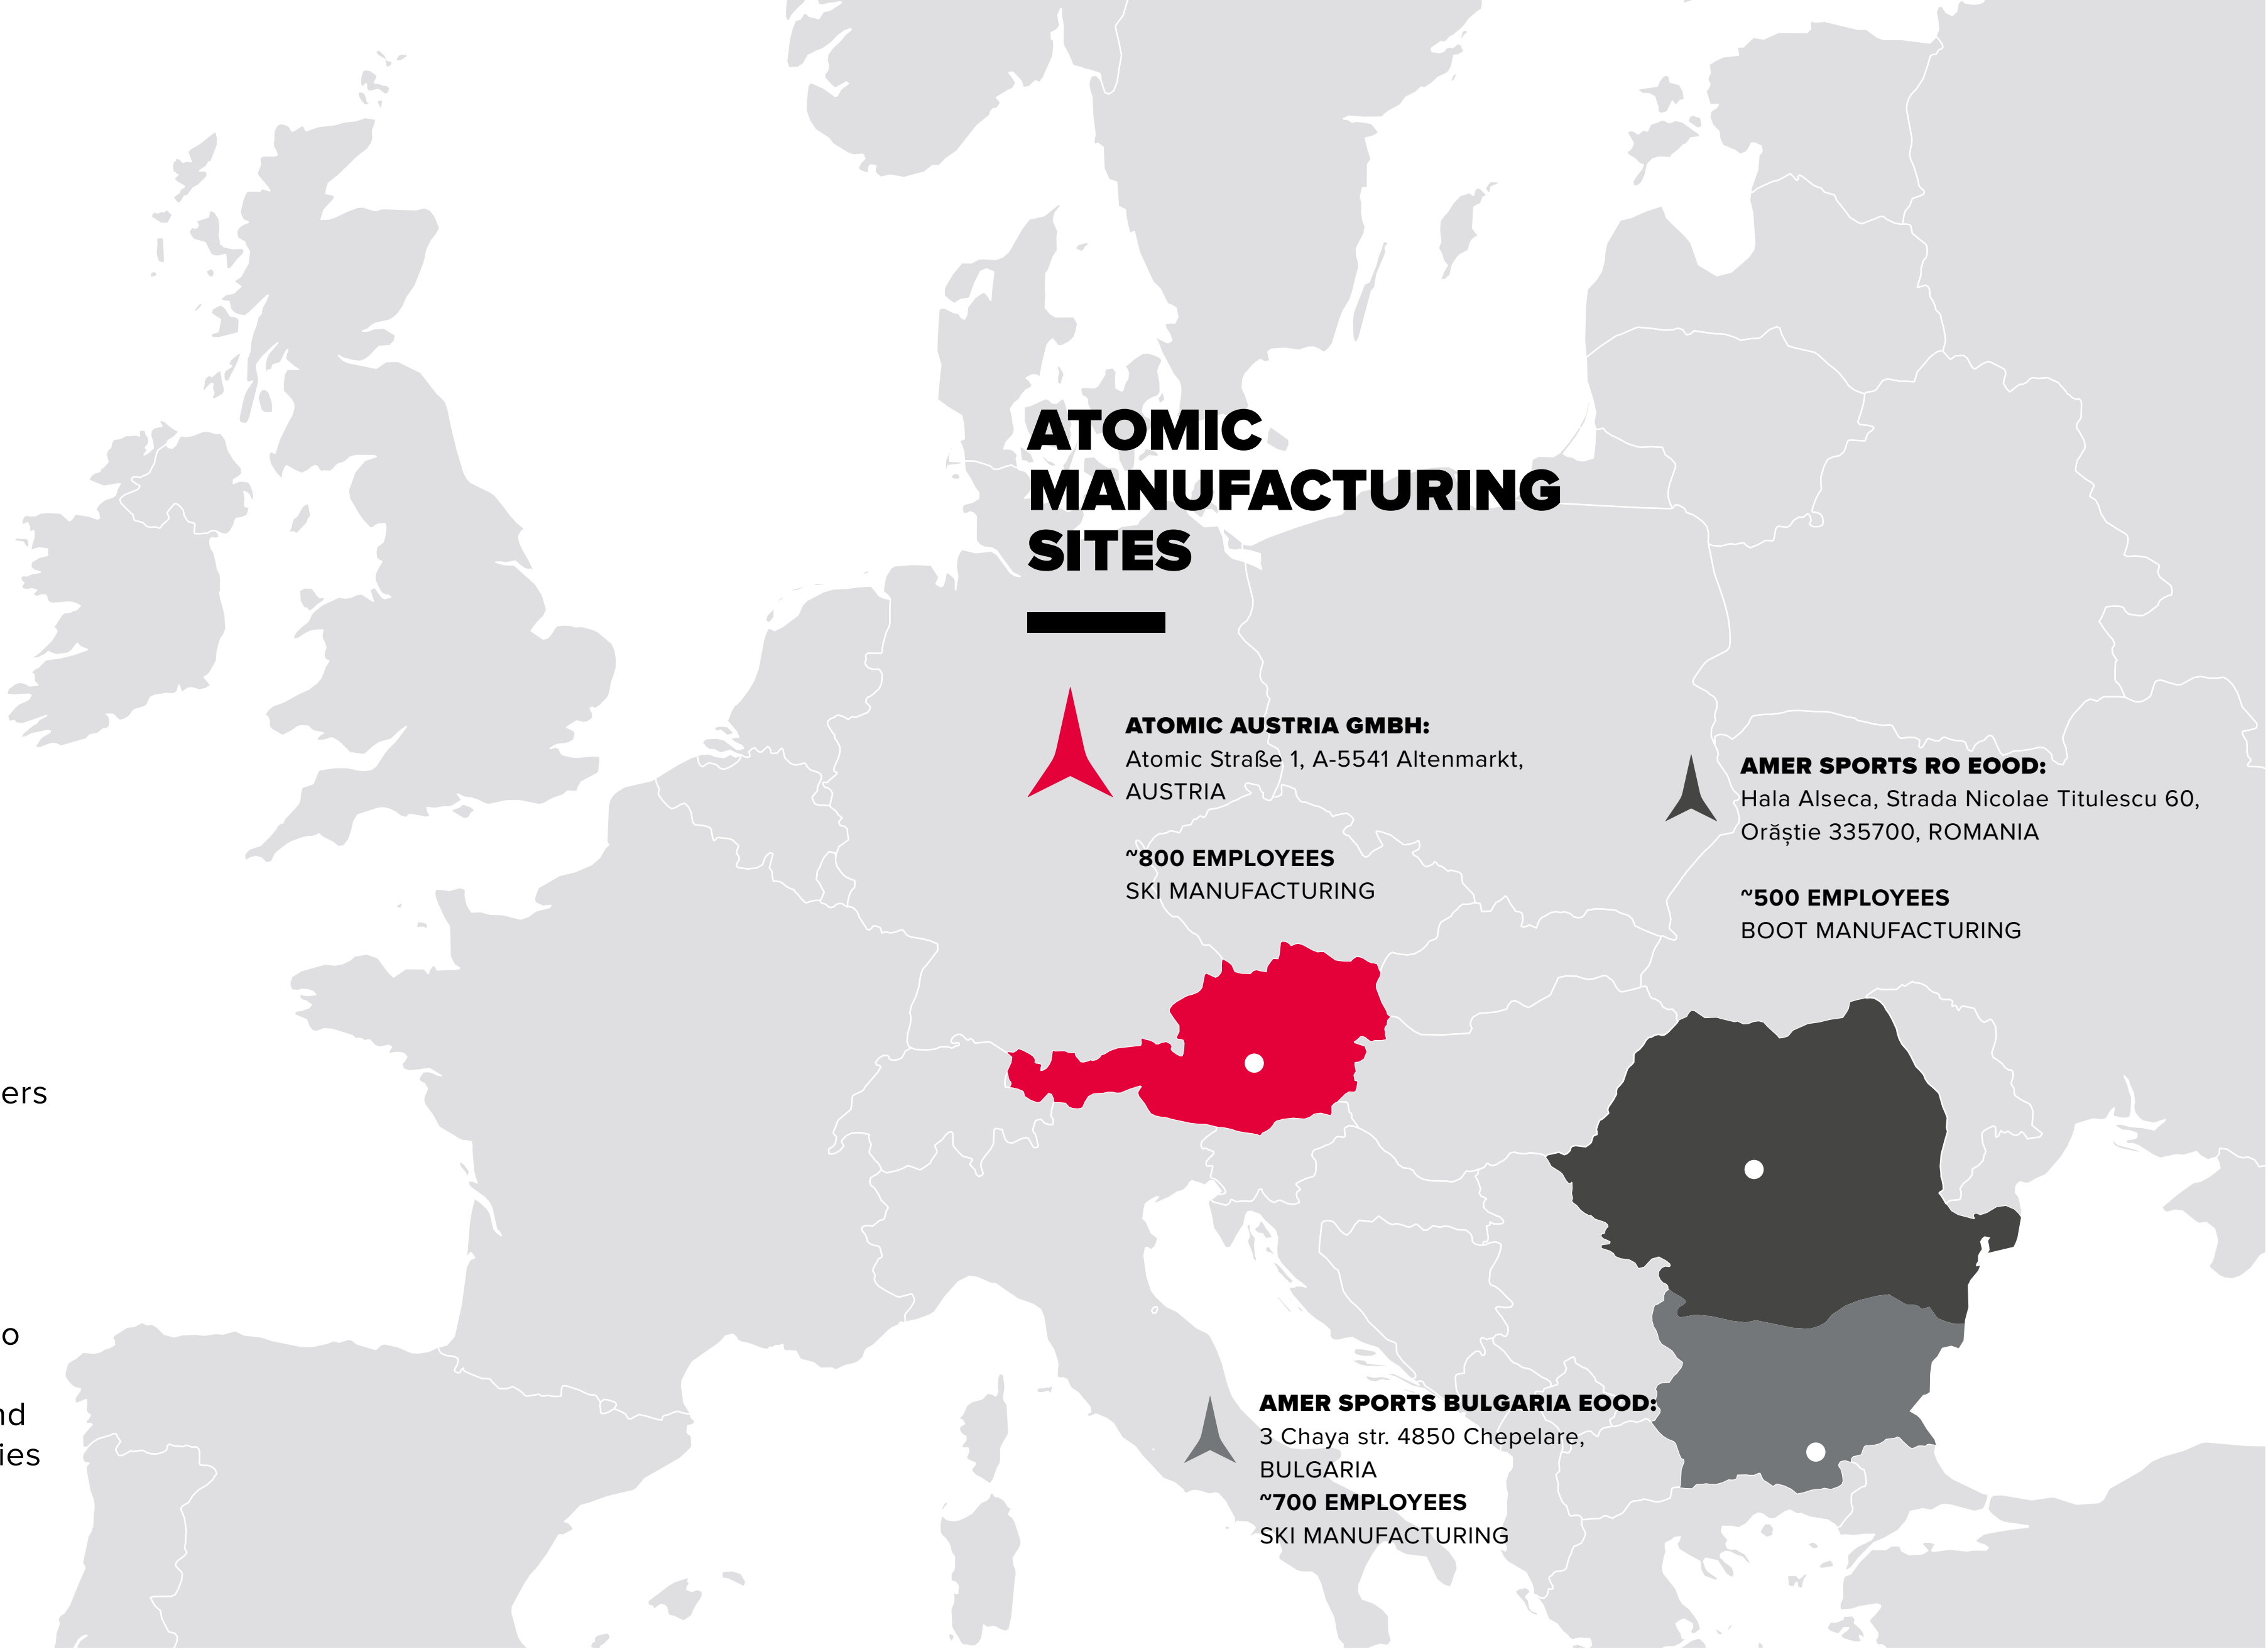 ATOMIC
MANUFACTURING
SITES
ATOMIC AUSTRIA GMBH:
Atomic Straße 1, A-5541 Altenmarkt,
AUSTRIA
~800 EMPLOYEES
SKI MANUFACTURING
AMER SPORTS RO EOOD:
Hala Alseca, Strada Nicolae Titulescu 60,
Orăștie 335700, ROMANIA
~500 EMPLOYEES
BOOT MANUFACTURING
ers
o
nd
ies
AMER SPORTS BULGARIA EOOD:
3 Chaya str. 4850 Chepelare,
BULGARIA
~700 EMPLOYEES
SKI MANUFACTURING